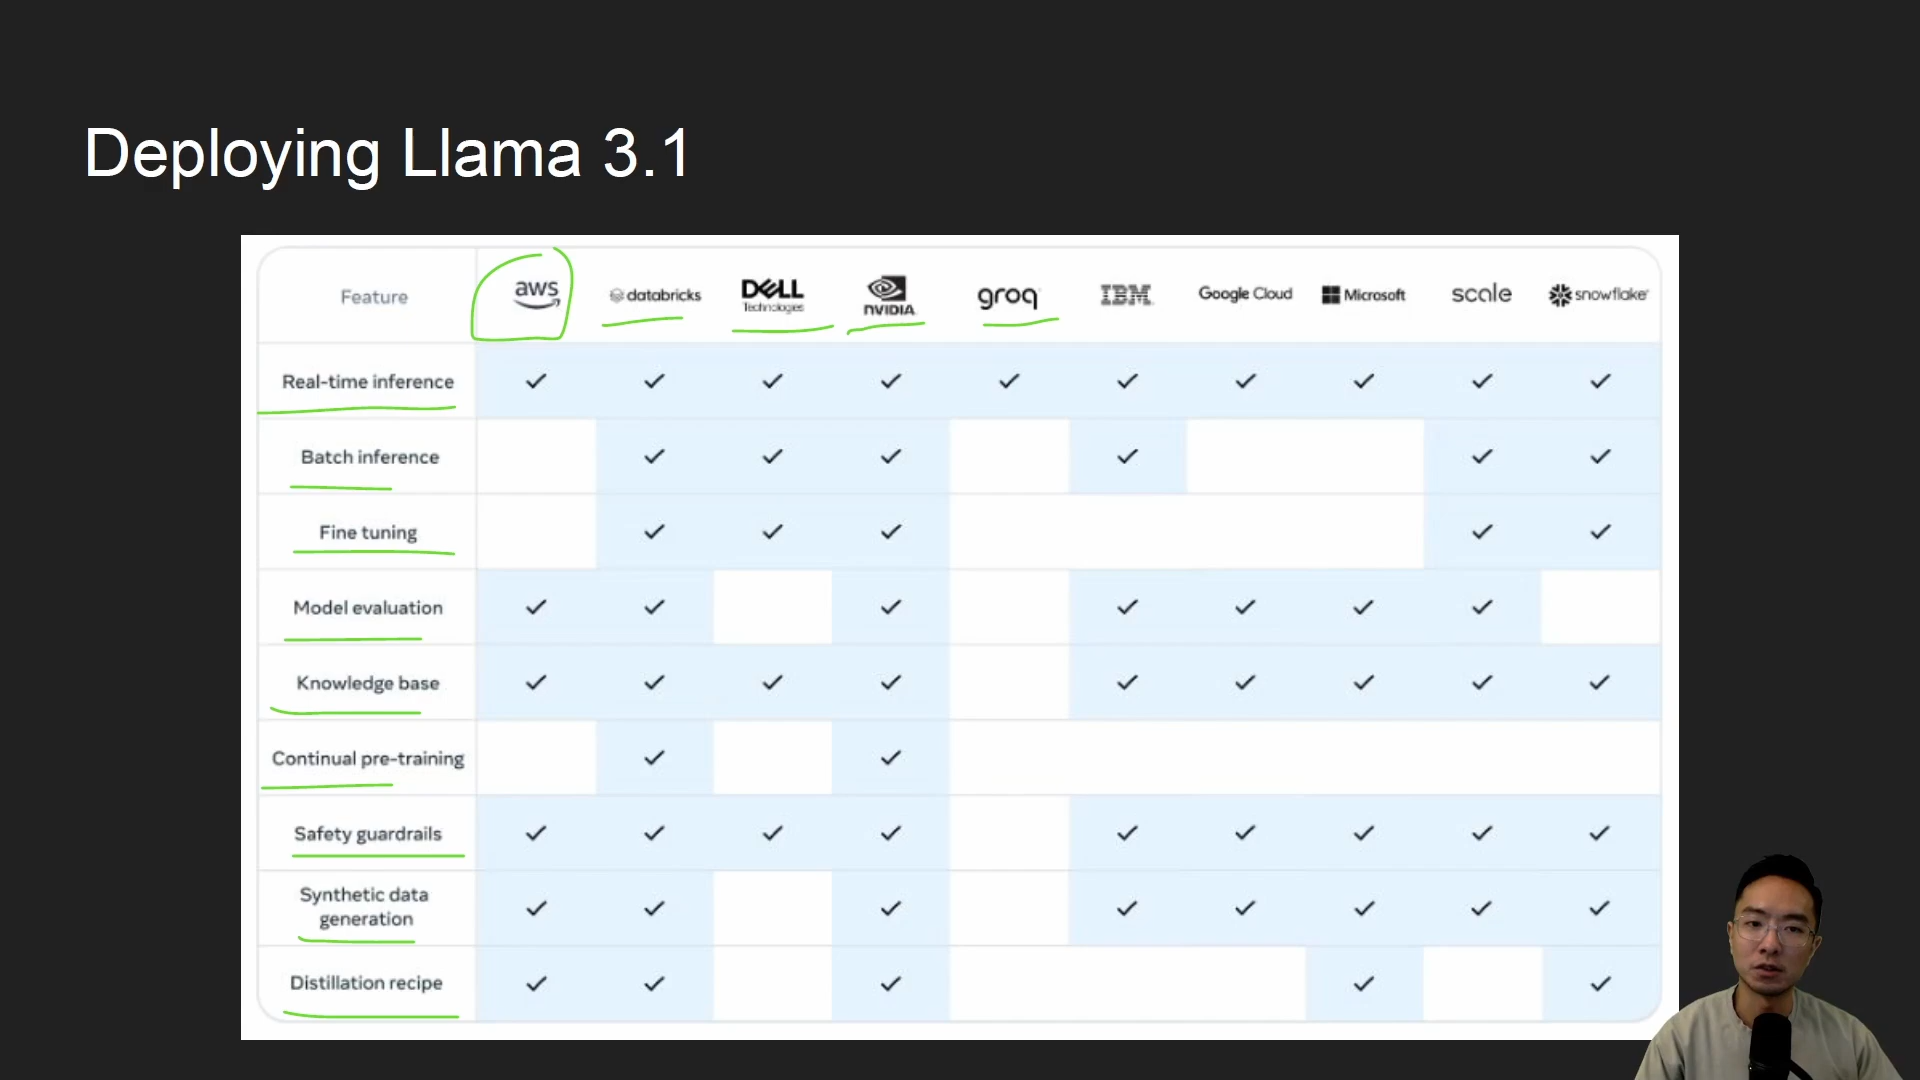 Deploying Llama 3.1
Feature aws databricks DELL Technologies NVIDIA groq IBM Google Cloud Microsoft scale snowflake
Real-time inference ✓ ✓ ✓ ✓ ✓ ✓ ✓ ✓ ✓ ✓
Batch inference ✓ ✓ ✓ ✓ ✓ ✓
Fine tuning ✓ ✓ ✓ ✓ ✓
Model evaluation ✓ ✓ ✓ ✓ ✓ ✓ ✓
Knowledge base ✓ ✓ ✓ ✓ ✓ ✓ ✓ ✓ ✓
Continual pre-training ✓ ✓
Safety guardrails ✓ ✓ ✓ ✓ ✓ ✓ ✓ ✓ ✓
Synthetic data
generation ✓ ✓ ✓ ✓ ✓ ✓ ✓ ✓
Distillation recipe ✓ ✓ ✓ ✓ ✓